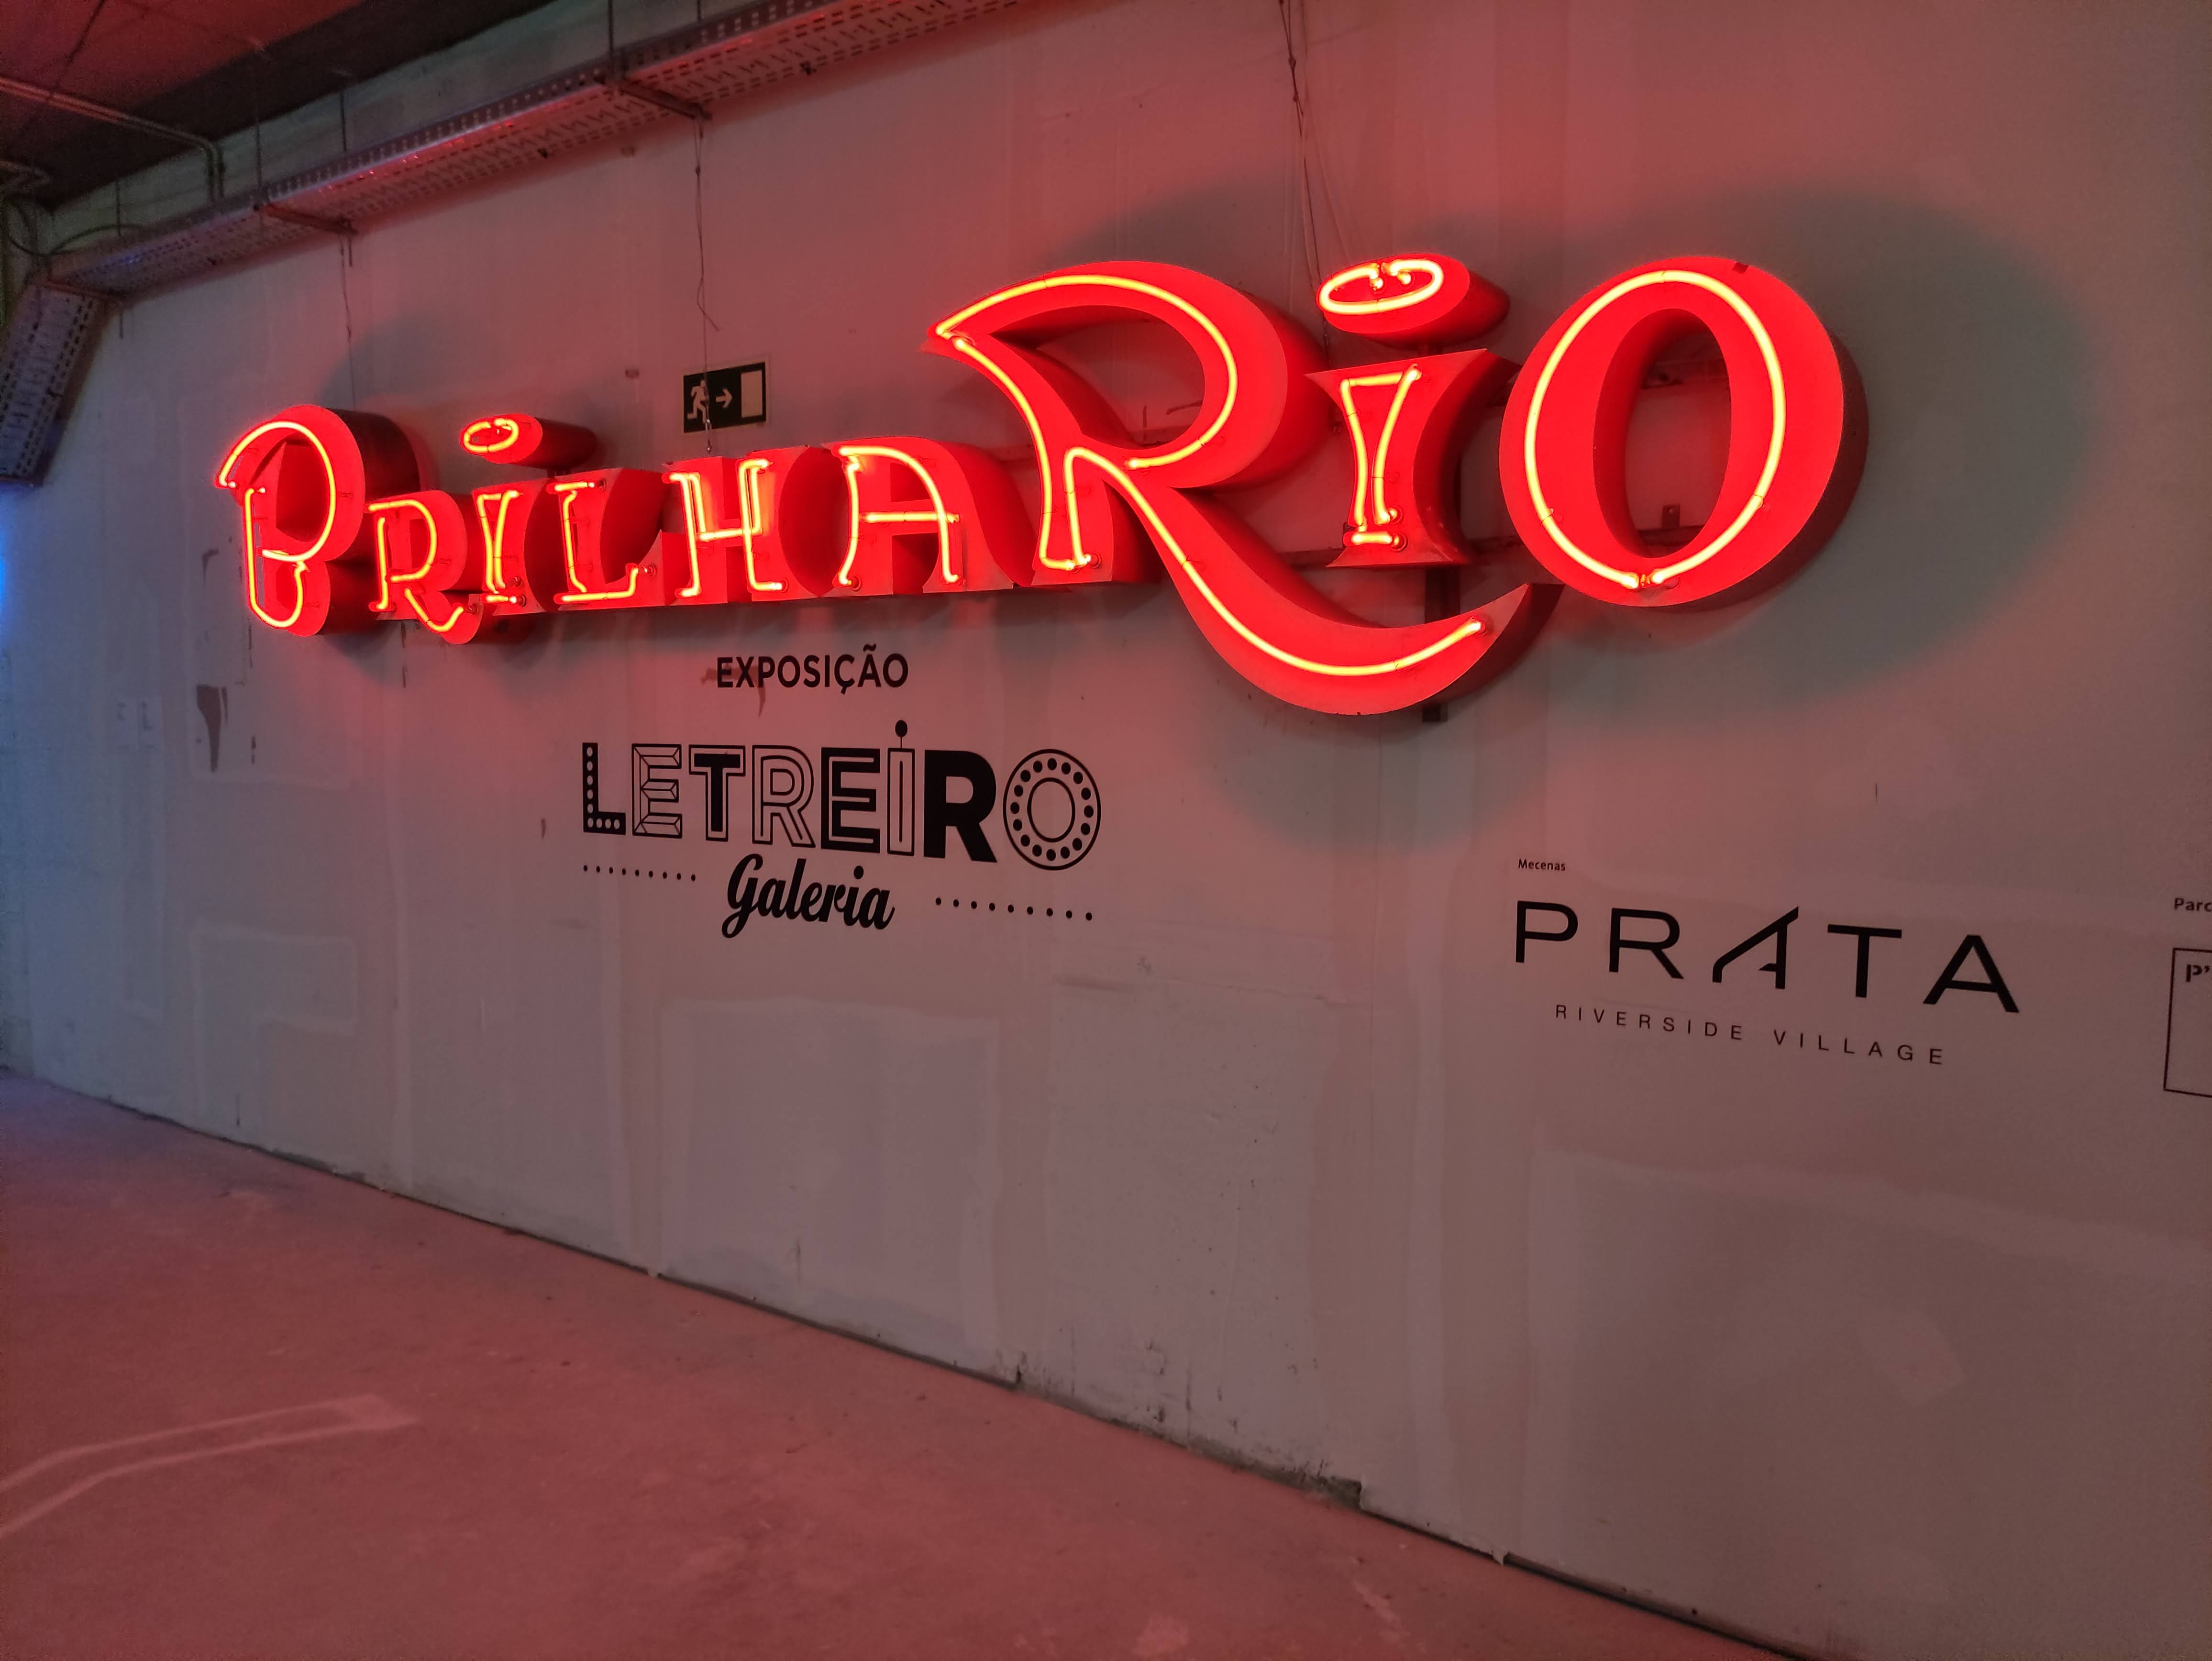 BRILHARIO
EXPOSIÇÃO
LETREIRO
Galeria
Mecenas
PRATA
RIVERSIDE VILLAGE